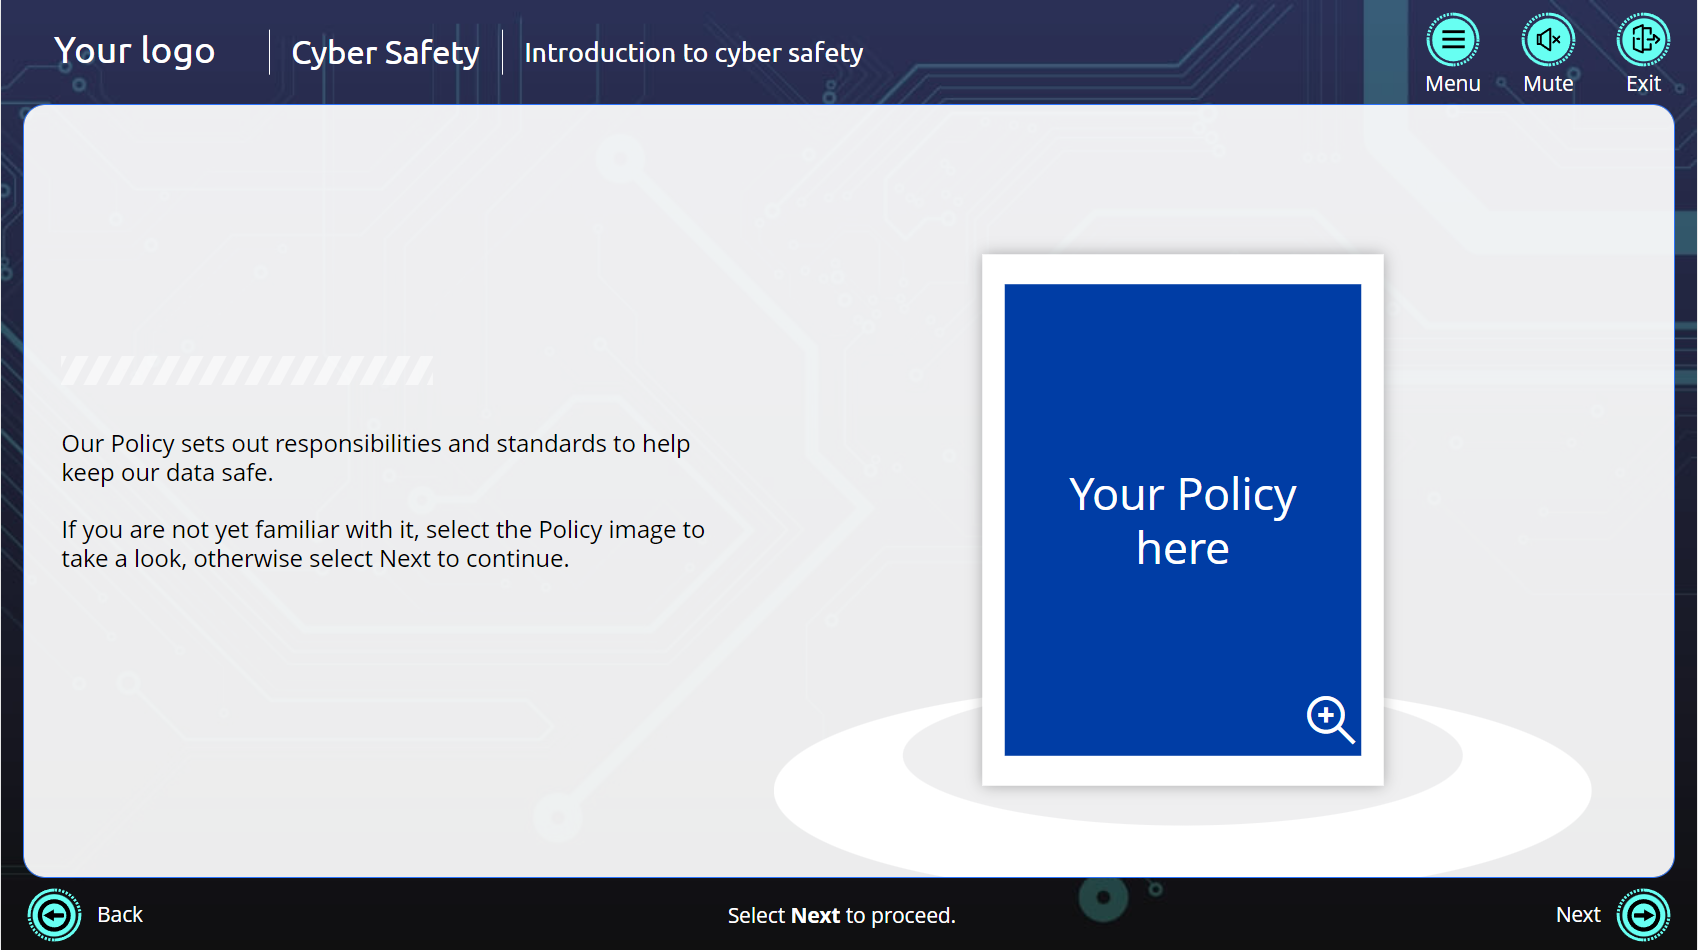 Your logo
Cyber Safety
Introduction to cyber safety
Menu
Mute
Exit
Our Policy sets out responsibilities and standards to help
keep our data safe.
If you are not yet familiar with it, select the Policy image to
take a look, otherwise select Next to continue.
Your Policy
here
Back
Select Next to proceed.
Next